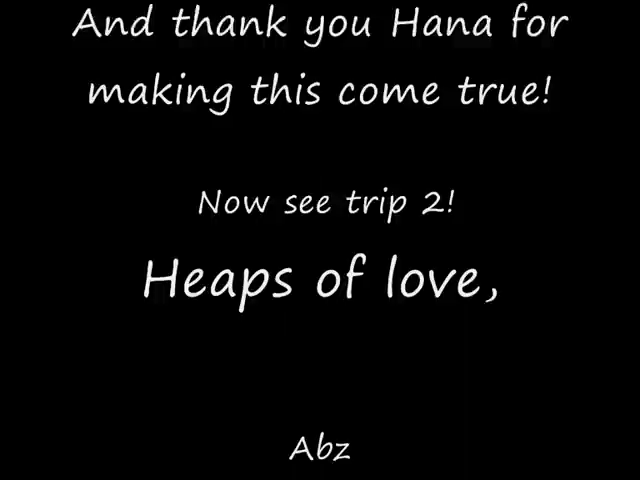 And thank you Hana for
making this come true!
Now see trip 2!
Heaps of love,
Abz